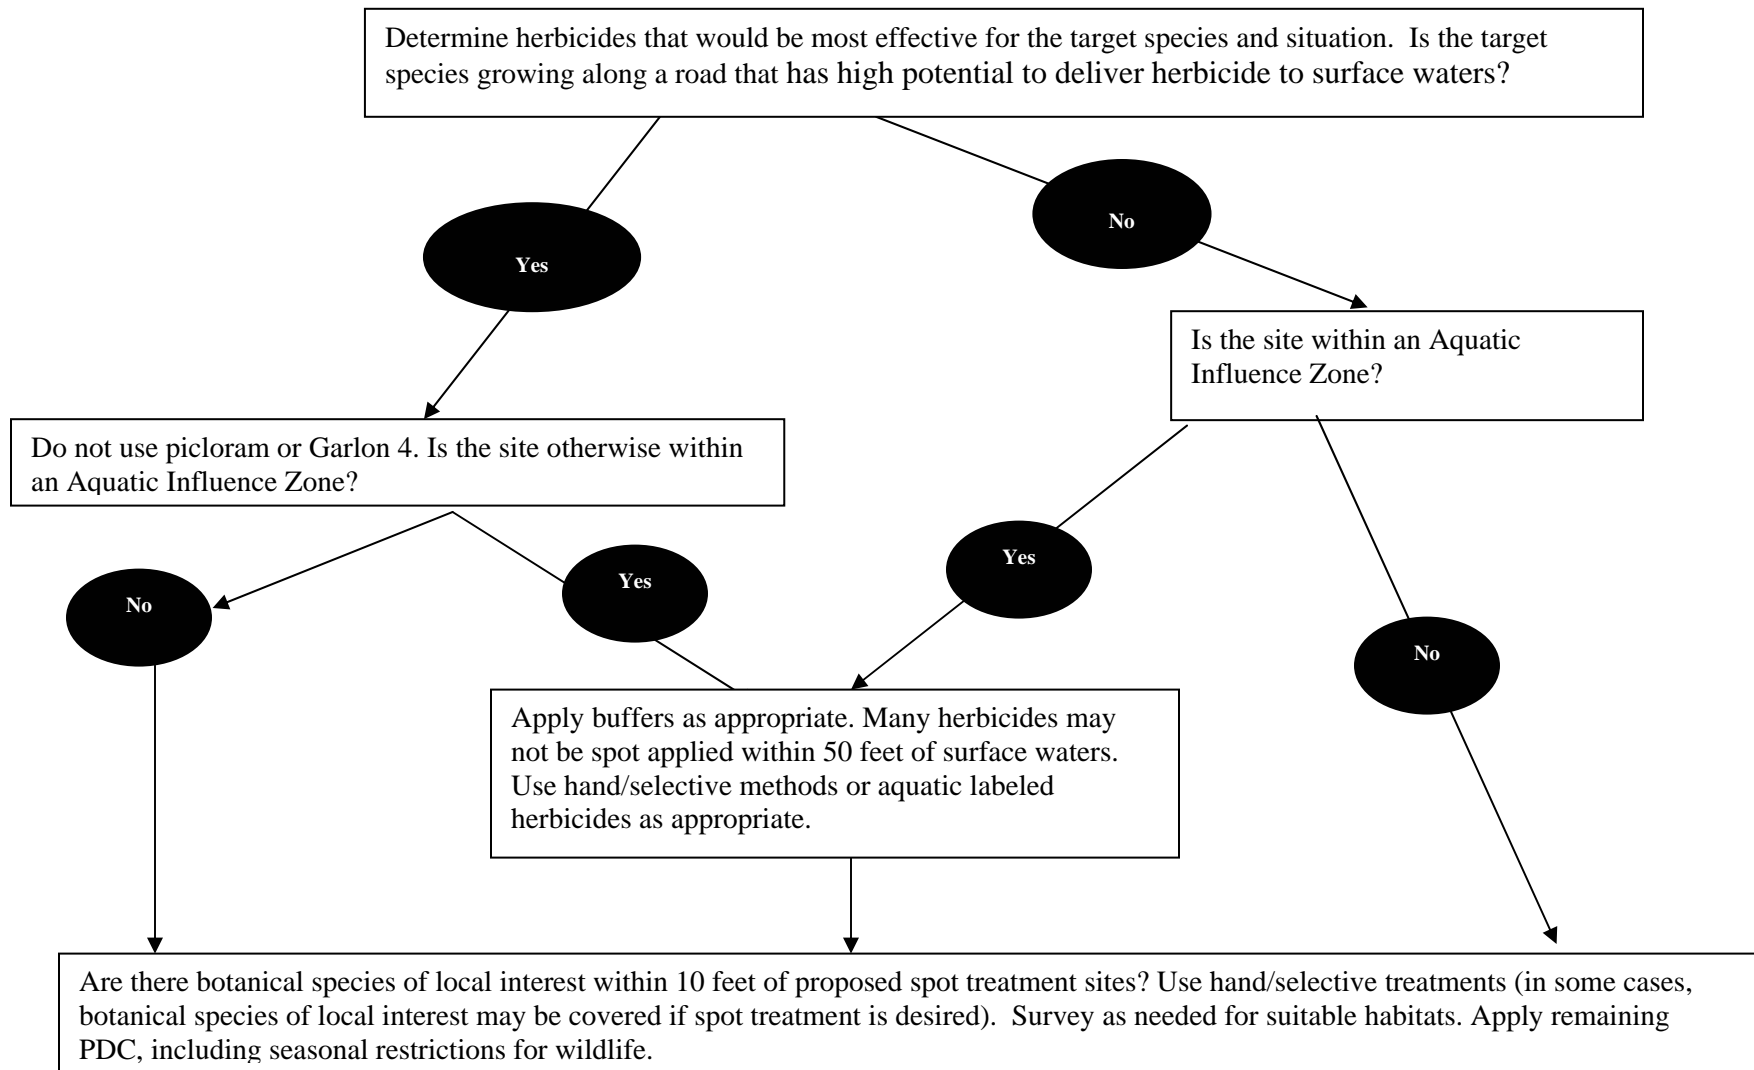 Determine herbicides that would be most effective for the target species and situation.  Is the target
species growing along a road that has high potential to deliver herbicide to surface waters?
No
Yes
Is the site within an Aquatic
Influence Zone?
Do not use picloram or Garlon 4. Is the site otherwise within
an Aquatic Influence Zone?
Yes
Yes
No
No
Apply buffers as appropriate. Many herbicides may
not be spot applied within 50 feet of surface waters.
Use hand/selective methods or aquatic labeled
herbicides as appropriate.
Are there botanical species of local interest within 10 feet of proposed spot treatment sites? Use hand/selective treatments (in some cases,
botanical species of local interest may be covered if spot treatment is desired).  Survey as needed for suitable habitats. Apply remaining
PDC, including seasonal restrictions for wildlife.